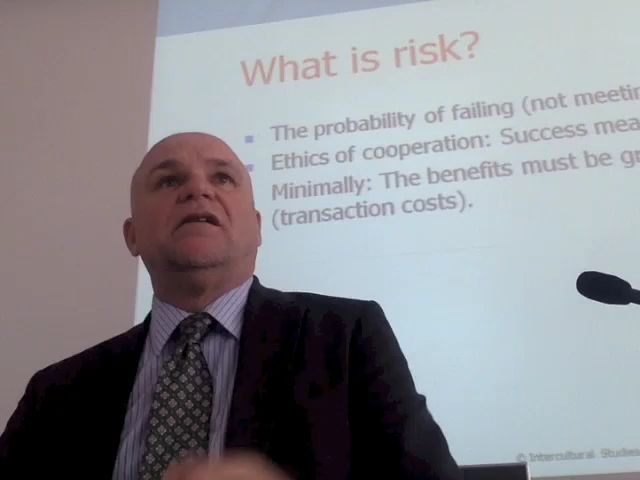 What is risk?
The probability of failing (not meetin
Ethics of cooperation: Success mea
Minimally: The benefits must be gr
(transaction costs).
© Intercultural Studies